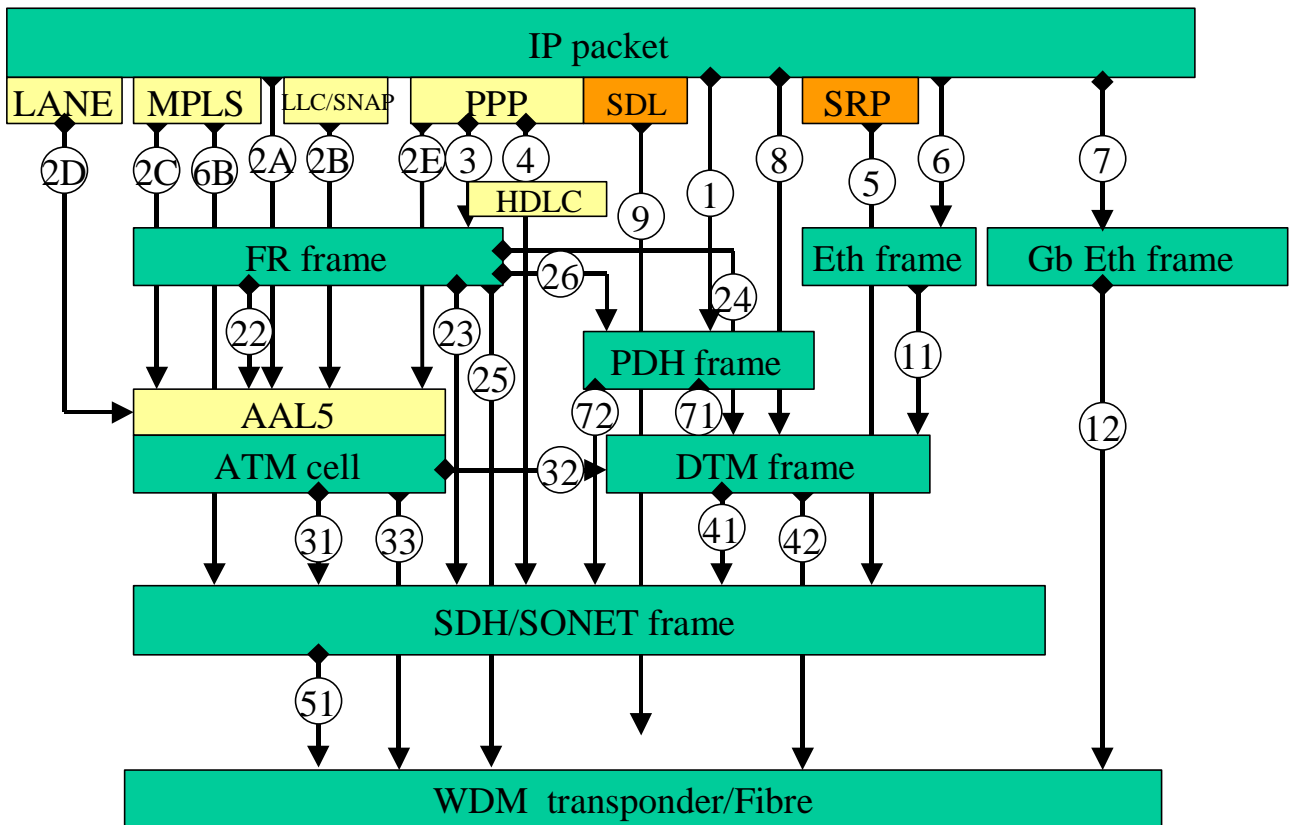 IP packet
LANE
MPLS
LLC/SNAP
PPP
SDL
SRP
2D
2C
6B
2A
2B
2E
3
4
9
1
8
5
6
7
HDLC
FR frame
Eth frame
Gb Eth frame
26
24
22
23
25
PDH frame
11
AAL5
72
71
12
ATM cell
32
DTM frame
31
33
41
42
SDH/SONET frame
51
WDM transponder/Fibre